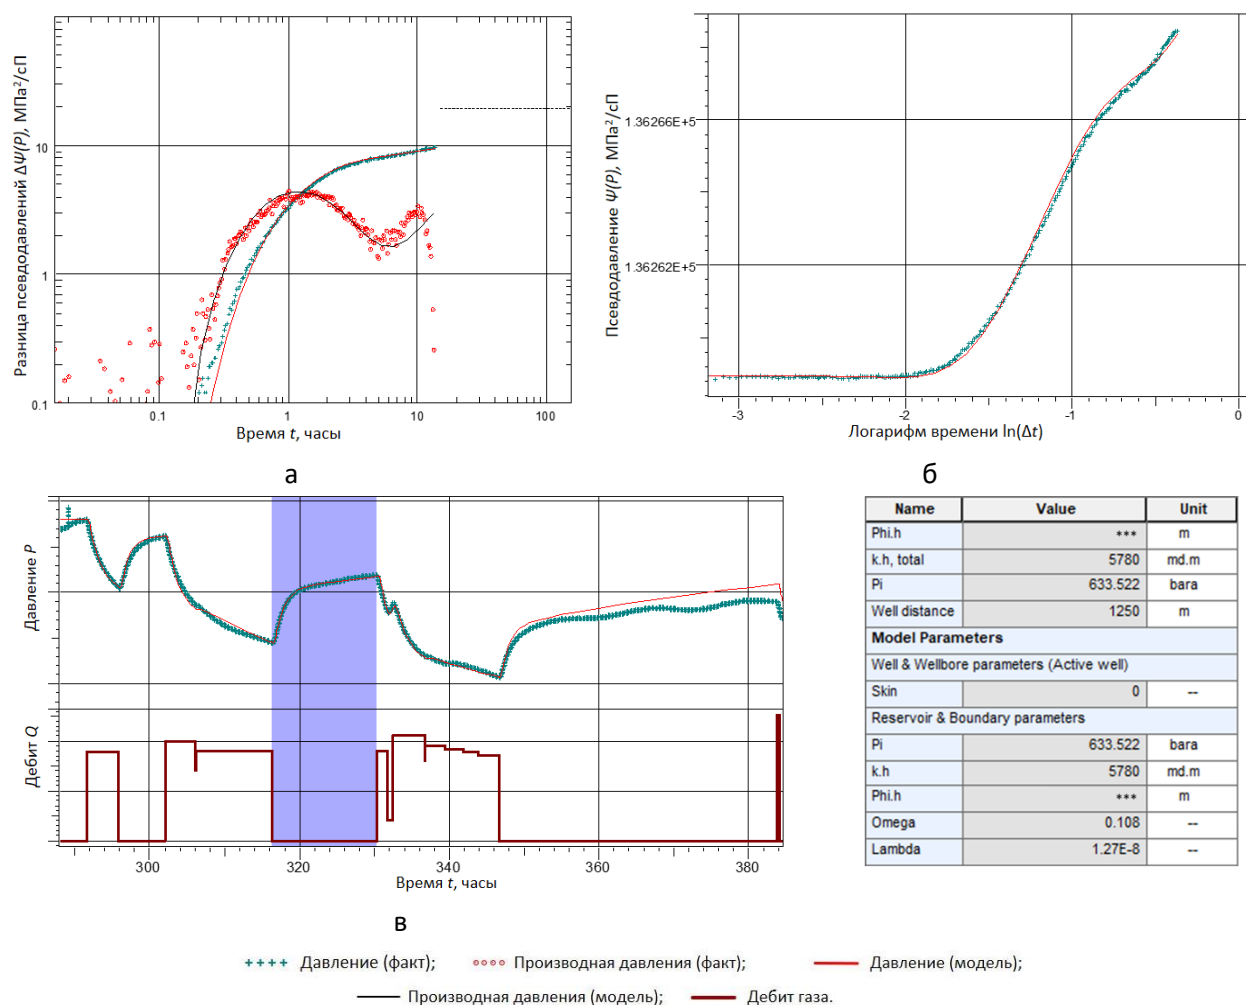 Разница псевдодавлений ΔΨ(P), МПа²/сП
10
1
0.1
0.1
1
10
100
Время t, часы
а
Псевдодавление Ψ(P), МПа²/сП
1.36266E+5
1.36262E+5
-3
-2
-1
0
Логарифм времени ln(Δt)
б
Давление P
Дебит Q
300
320
340
360
380
Время t, часы
в
Name Value Unit
Phi.h *** m
k.h, total 5780 md.m
Pi 633.522 bara
Well distance 1250 m
Model Parameters
Well & Wellbore parameters (Active well)
Skin 0 --
Reservoir & Boundary parameters
Pi 633.522 bara
k.h 5780 md.m
Phi.h *** m
Omega 0.108 --
Lambda 1.27E-8 --
Давление (факт); Производная давления (факт); Давление (модель);
Производная давления (модель); Дебит газа.